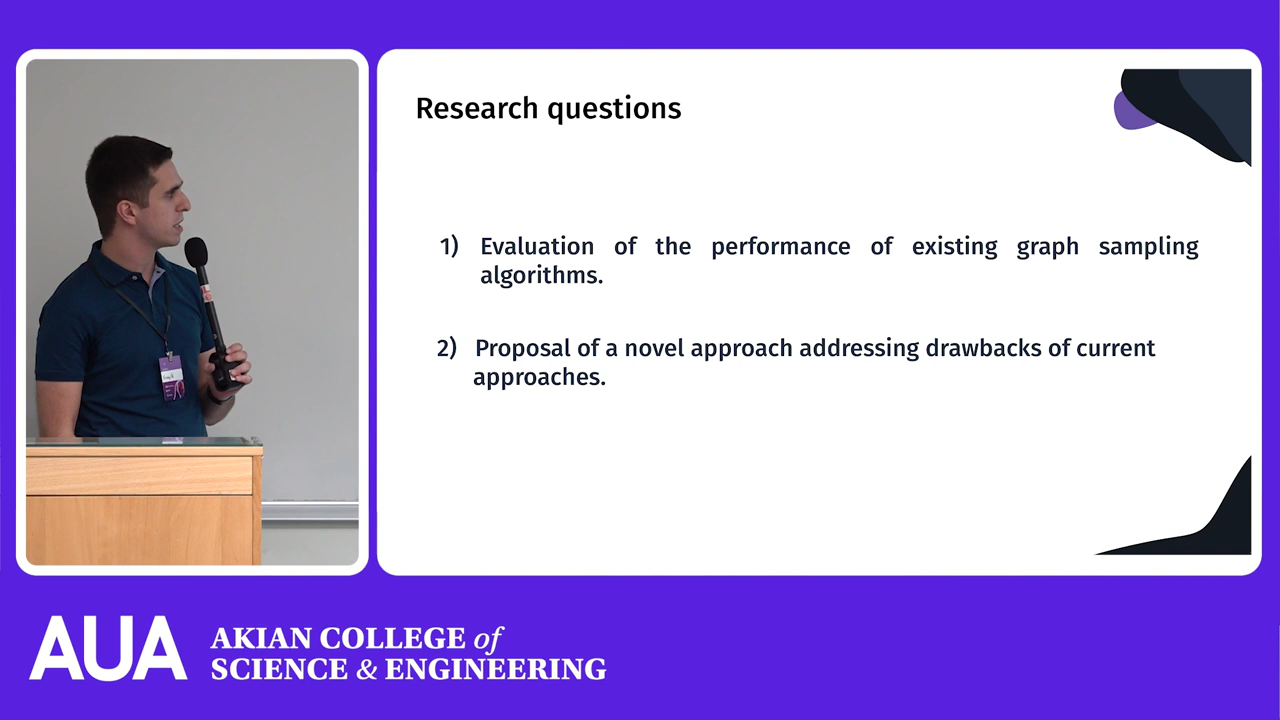 Research questions
1) Evaluation of the performance of existing graph sampling
algorithms.
2) Proposal of a novel approach addressing drawbacks of current
approaches.
AUA
AKIAN COLLEGE of
SCIENCE & ENGINEERING